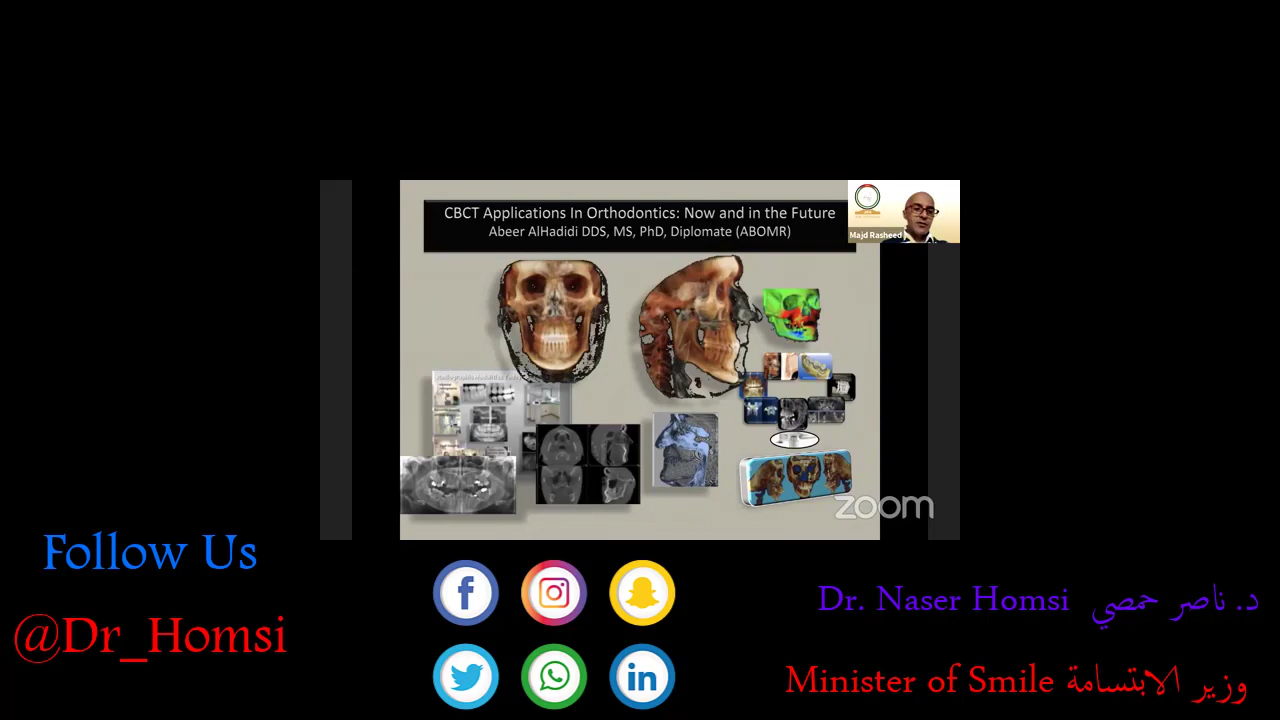 CBCT Applications In Orthodontics: Now and in the Future
Abeer AlHadidi DDS, MS, PhD, Diplomate (ABOMR)
Majd Rasheed
zoom
Follow Us
@Dr_Homsi
Dr. Naser Homsi د. ناصر حمصي
Minister of Smile وزير الابتسامة